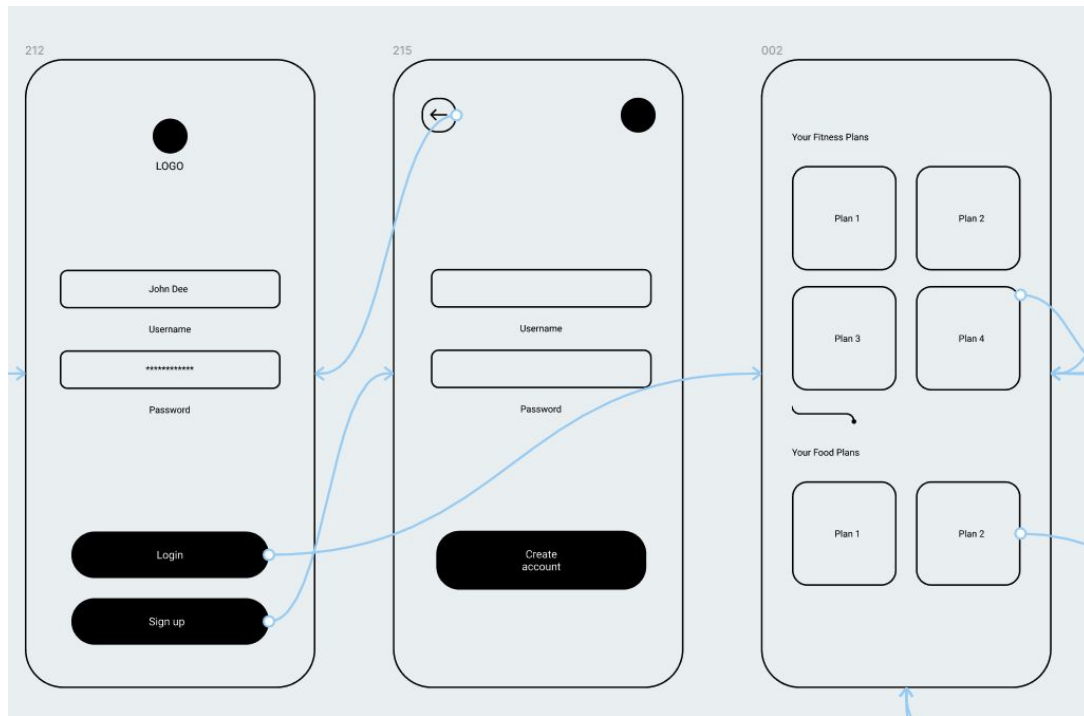 212
LOGO
John Dee
Username
************
Password
Login
Sign up
215
Username
Password
Create
account
002
Your Fitness Plans
Plan 1
Plan 2
Plan 3
Plan 4
Your Food Plans
Plan 1
Plan 2